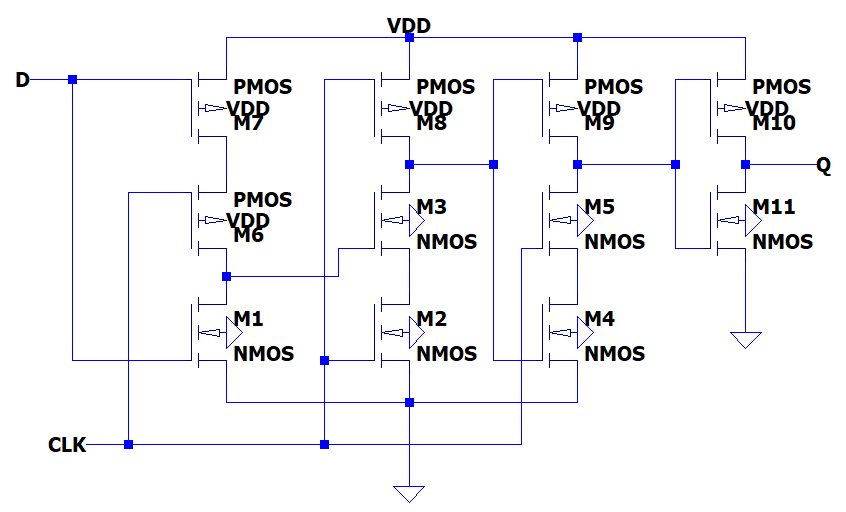 VDD
D
PMOS
VDD
M7
PMOS
VDD
M8
PMOS
VDD
M9
PMOS
VDD
M10
Q
PMOS
VDD
M6
M3
NMOS
M5
NMOS
M11
NMOS
M1
NMOS
M2
NMOS
M4
NMOS
CLK